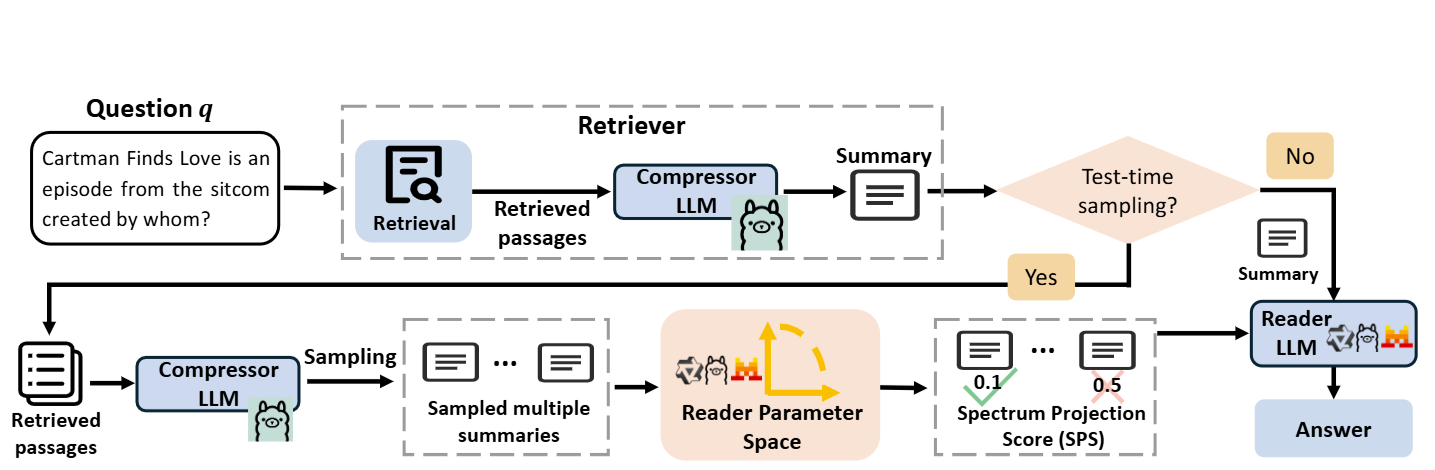 Question q
Cartman Finds Love is an
episode from the sitcom
created by whom?
Retriever
Retrieval
Retrieved
passages
Compressor
LLM
Summary
Test-time
sampling?
No
Yes
Summary
Retrieved
passages
Compressor
LLM
Sampling
...
Sampled multiple
summaries
Reader Parameter
Space
...
0.1
0.5
Spectrum Projection
Score (SPS)
Reader
LLM
Answer